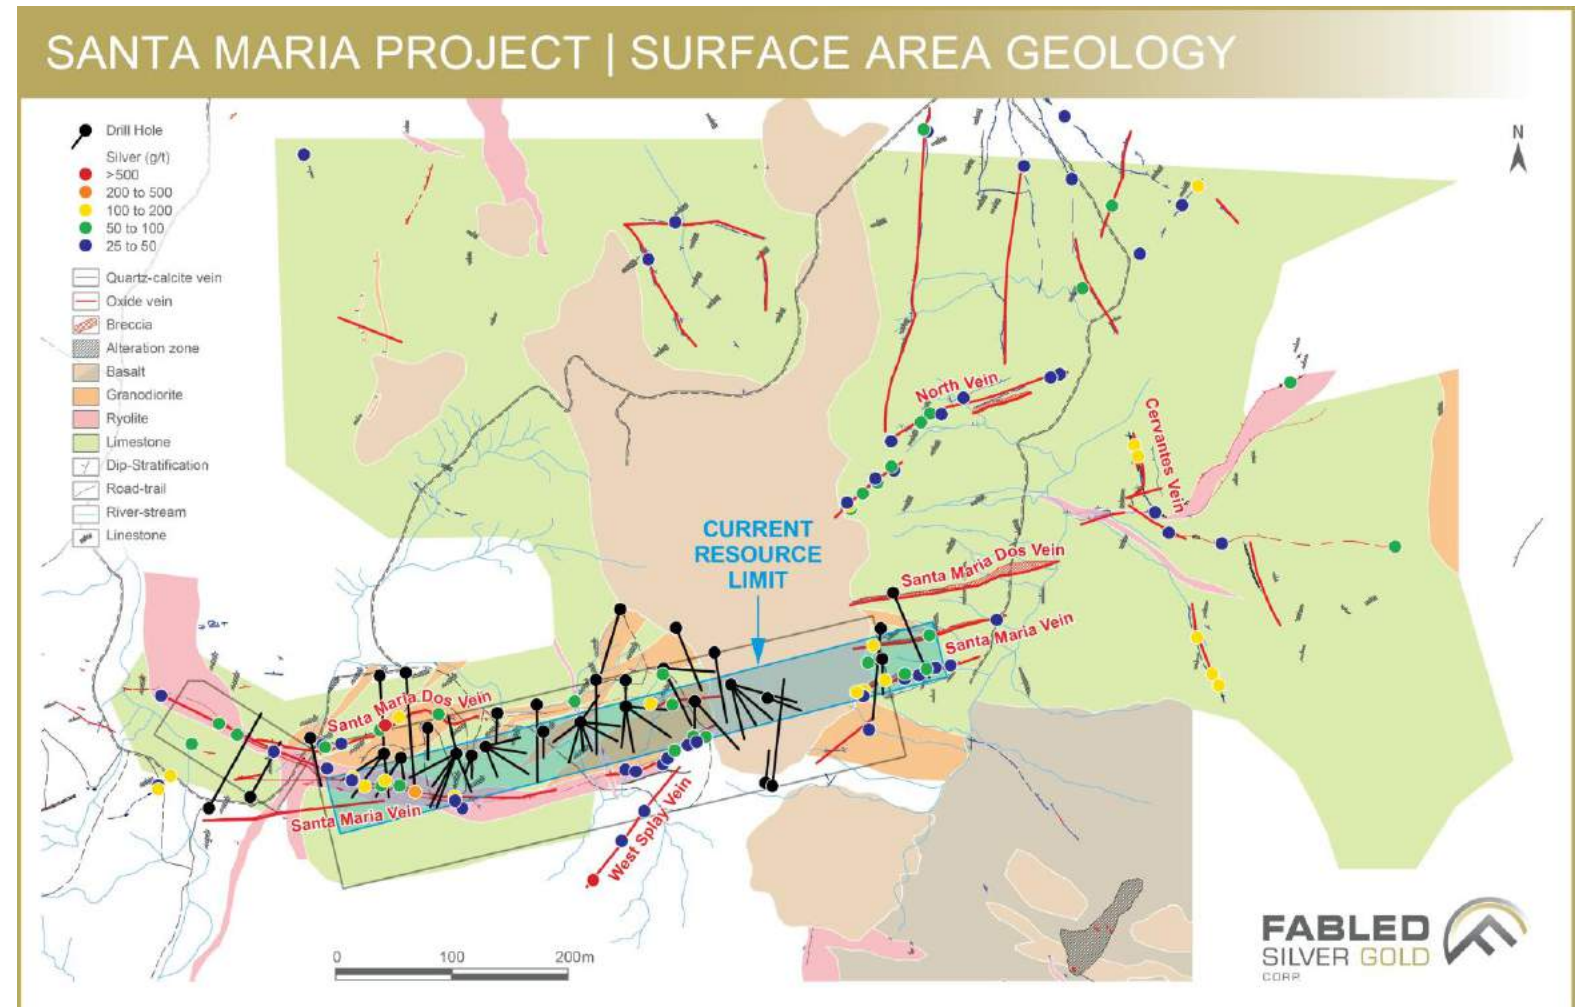 SANTA MARIA PROJECT | SURFACE AREA GEOLOGY
Drill Hole
Silver (g/t)
>500
200 to 500
100 to 200
50 to 100
25 to 50
Quartz-calcite vein
Oxide vein
Breccia
Alteration zone
Basalt
Granodiorite
Ryolite
Limestone
Dip-Stratification
Road-trail
River-stream
Linestone
N
North Vein
Cervantes Vein
CURRENT
RESOURCE
LIMIT
Santa Maria Dos Vein
Santa Maria Vein
Santa Maria Dos Vein
Santa Maria Vein
West Splay Vein
0 100 200m
FABLED
SILVER GOLD
CORP